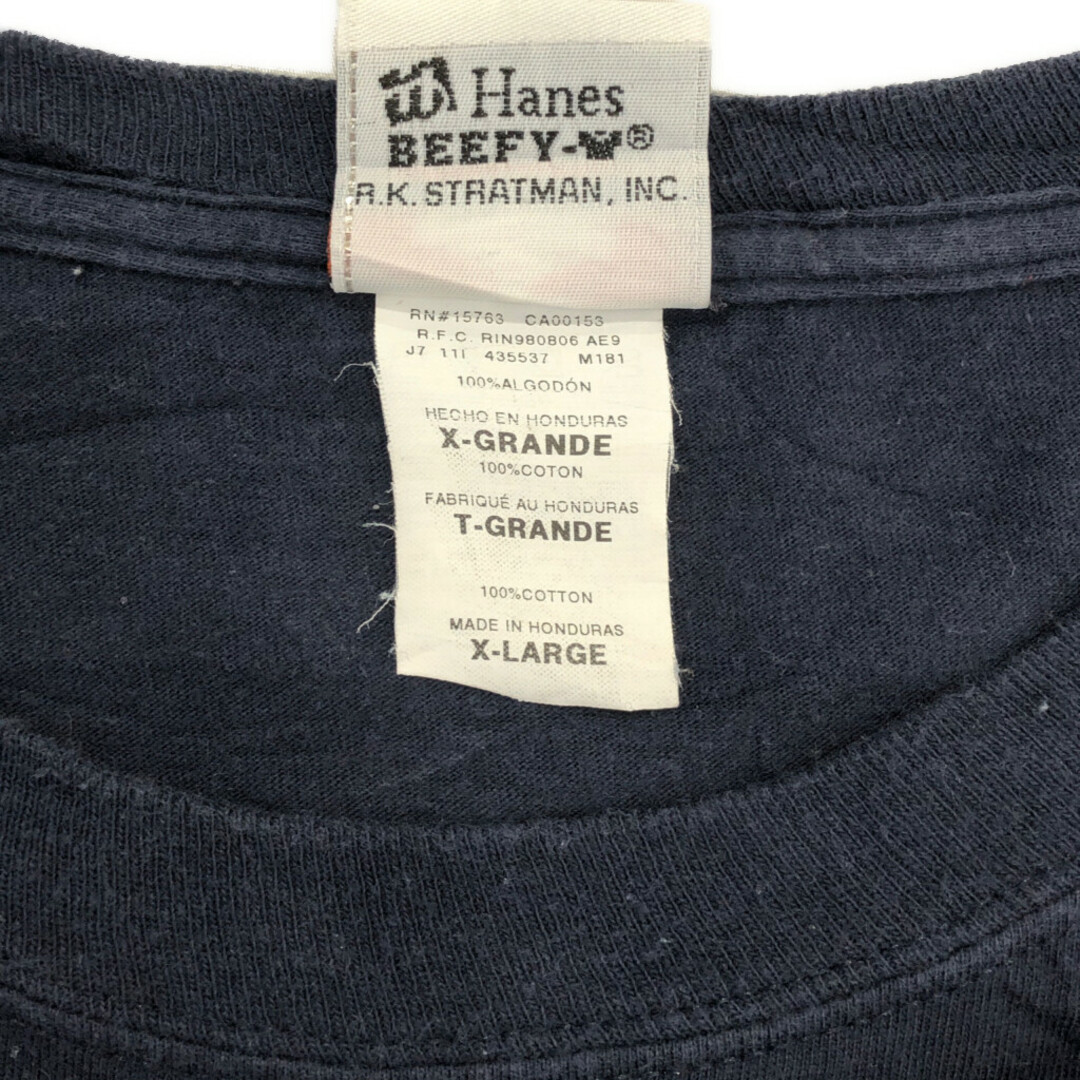 Hanes
BEEFY-T®
R.K. STRATMAN, INC.
RN#15763 CA00153
R.F.C. RIN980806 AE9
J7 11I 435537 M181
100%ALGODÓN
HECHO EN HONDURAS
X-GRANDE
100%COTON
FABRIQUÉ AU HONDURAS
T-GRANDE
100%COTTON
MADE IN HONDURAS
X-LARGE